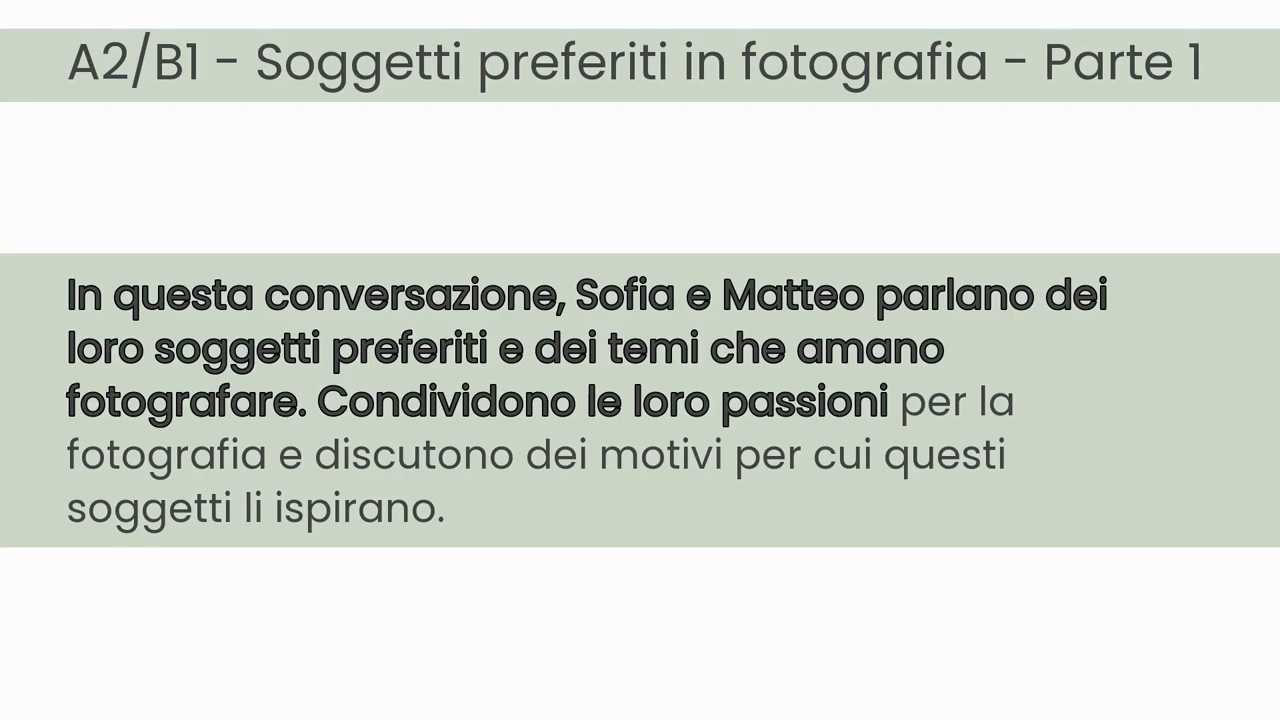 A2/B1 - Soggetti preferiti in fotografia - Parte 1
In questa conversazione, Sofia e Matteo parlano dei
loro soggetti preferiti e dei temi che amano
fotografare. Condividono le loro passioni per la
fotografia e discutono dei motivi per cui questi
soggetti li ispirano.